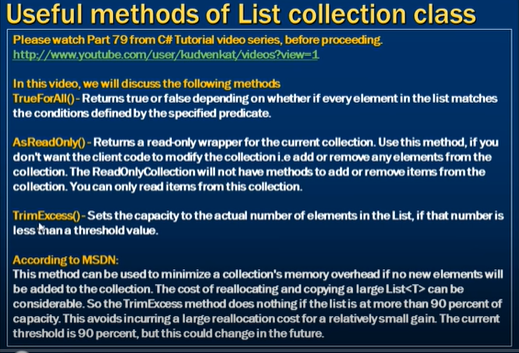 Useful methods of List collection class
Please watch Part 79 from C# Tutorial video series, before proceeding.
http://www.youtube.com/user/kudvenkat/videos?view=1
In this video, we will discuss the following methods
TrueForAll() - Returns true or false depending on whether if every element in the list matches
the conditions defined by the specified predicate.
AsReadOnly() - Returns a read-only wrapper for the current collection. Use this method, if you
don't want the client code to modify the collection i.e add or remove any elements from the
collection. The ReadOnlyCollection will not have methods to add or remove items from the
collection. You can only read items from this collection.
TrimExcess() - Sets the capacity to the actual number of elements in the List, if that number is
less than a threshold value.
According to MSDN:
This method can be used to minimize a collection's memory overhead if no new elements will
be added to the collection. The cost of reallocating and copying a large List<T> can be
considerable. So the TrimExcess method does nothing if the list is at more than 90 percent of
capacity. This avoids incurring a large reallocation cost for a relatively small gain. The current
threshold is 90 percent, but this could change in the future.